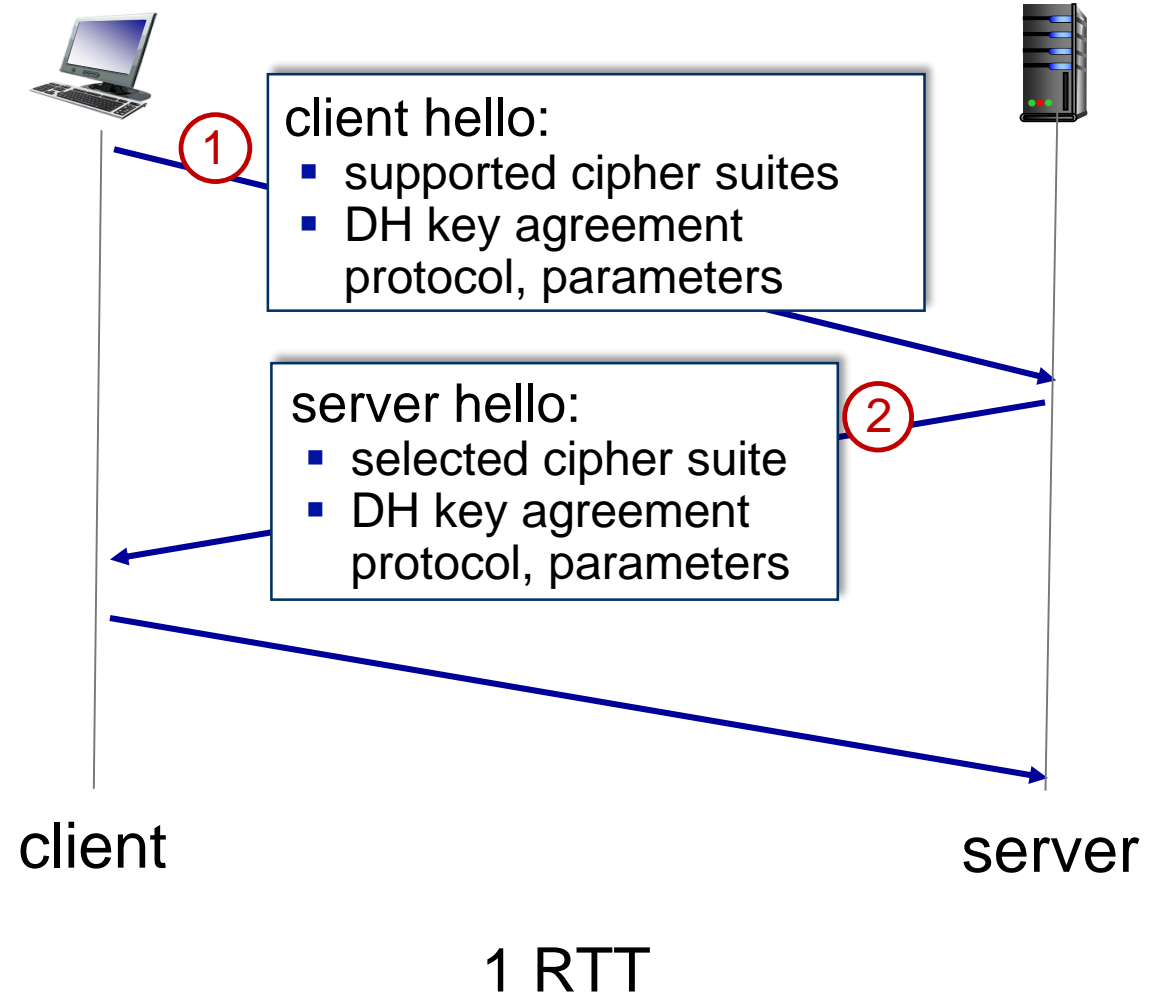 1
client hello:
▪ supported cipher suites
▪ DH key agreement
protocol, parameters
2
server hello:
▪ selected cipher suite
▪ DH key agreement
protocol, parameters
client
server
1 RTT